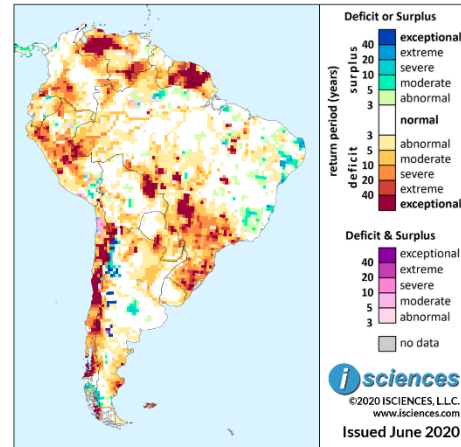 Deficit or Surplus
exceptional
40
extreme
20
severe
10
moderate
5
abnormal
3
normal
3
abnormal
5
moderate
10
severe
20
extreme
40
exceptional
return period (years)
surplus
deficit
Deficit & Surplus
exceptional
40
extreme
20
severe
10
moderate
5
abnormal
3
no data
i sciences
©2020 ISCIENCES, L.L.C.
www.isciences.com
Issued June 2020